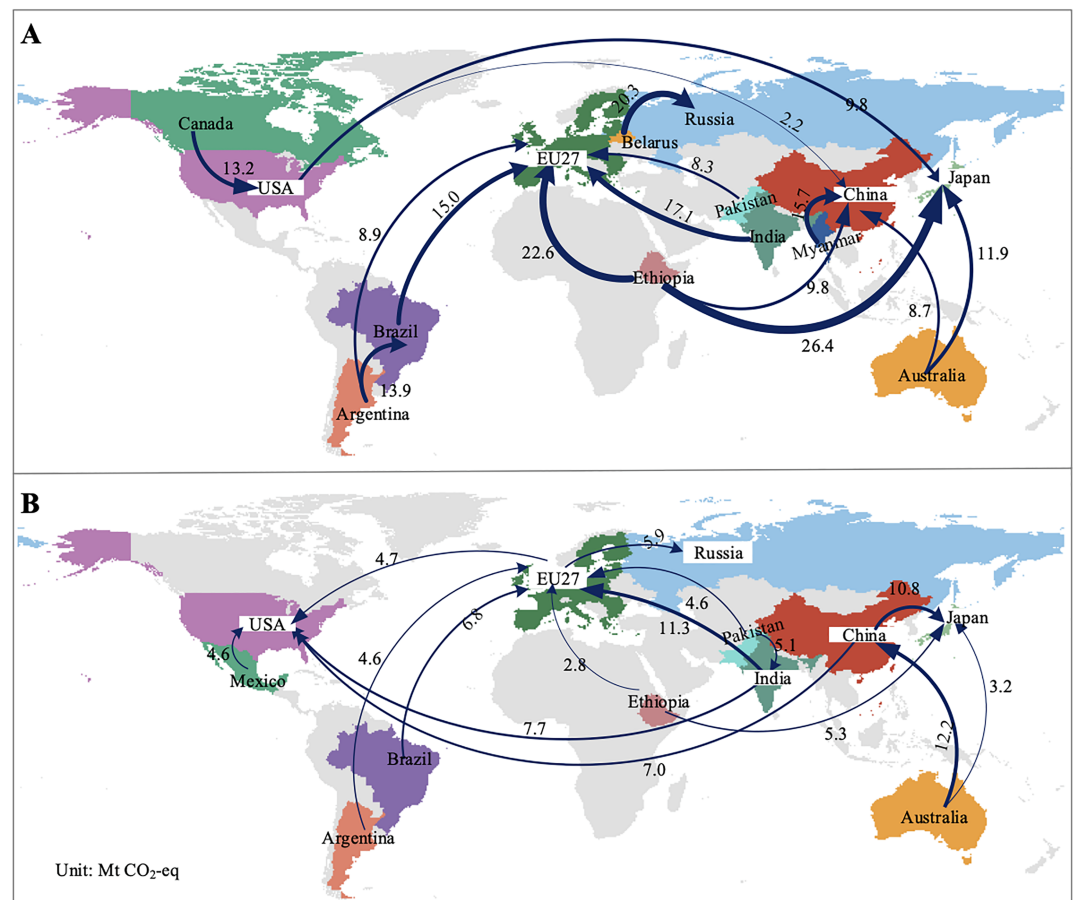 A
Canada
13.2
USA
8.9
15.0
Brazil
13.9
Argentina
20.3
Russia
Belarus
EU27
8.3
Pakistan
17.1
India
22.6
Ethiopia
9.8
2.2
Japan
China
15.7
Myanmar
9.8
26.4
11.9
8.7
Australia
B
4.7
5.9
Russia
EU27
USA
4.6
Mexico
4.6
6.8
4.6
11.3
Pakistan
5.1
India
10.8
Japan
China
2.8
Ethiopia
7.7
7.0
5.3
3.2
12.2
Brazil
Australia
Argentina
Unit: Mt CO₂-eq